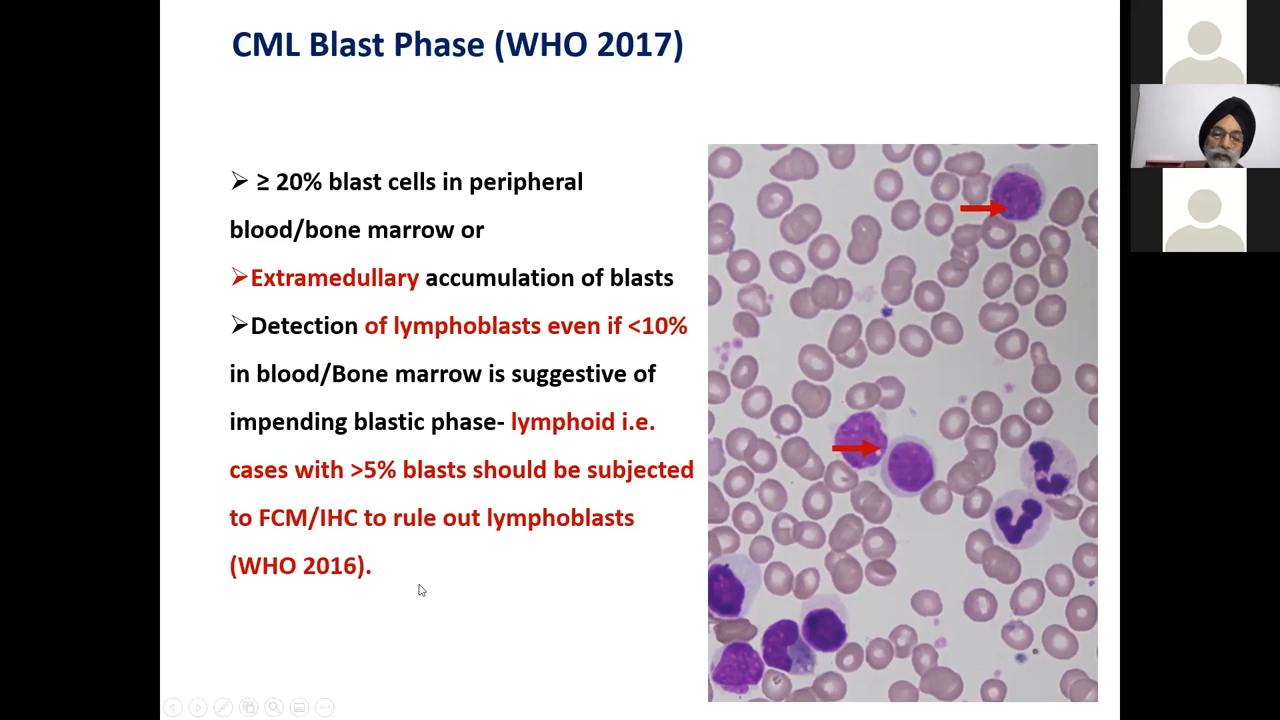 CML Blast Phase (WHO 2017)
➢ ≥ 20% blast cells in peripheral
blood/bone marrow or
➢Extramedullary accumulation of blasts
➢Detection of lymphoblasts even if <10%
in blood/Bone marrow is suggestive of
impending blastic phase- lymphoid i.e.
cases with >5% blasts should be subjected
to FCM/IHC to rule out lymphoblasts
(WHO 2016).